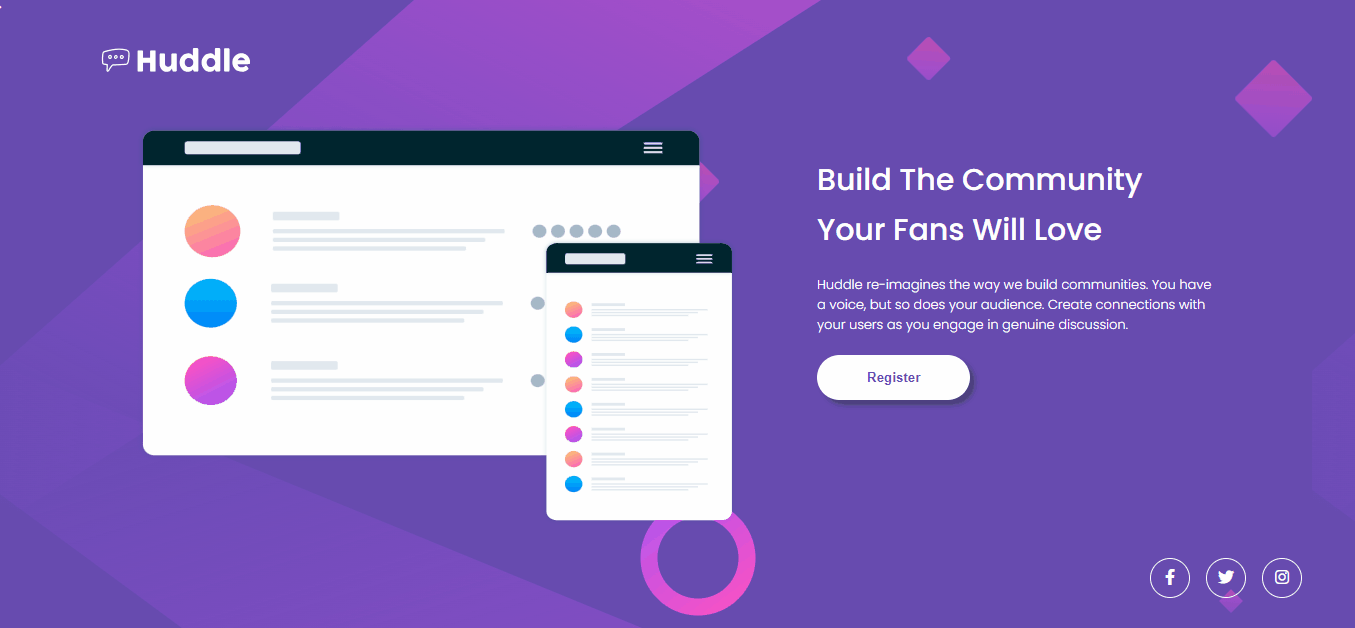 Huddle
Build The Community
Your Fans Will Love
Huddle re-imagines the way we build communities. You have
a voice, but so does your audience. Create connections with
your users as you engage in genuine discussion.
Register